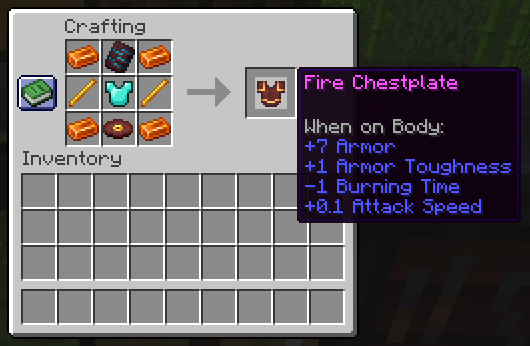 Crafting
Fire Chestplate
When on Body:
+7 Armor
+1 Armor Toughness
-1 Burning Time
+0.1 Attack Speed
Inventory